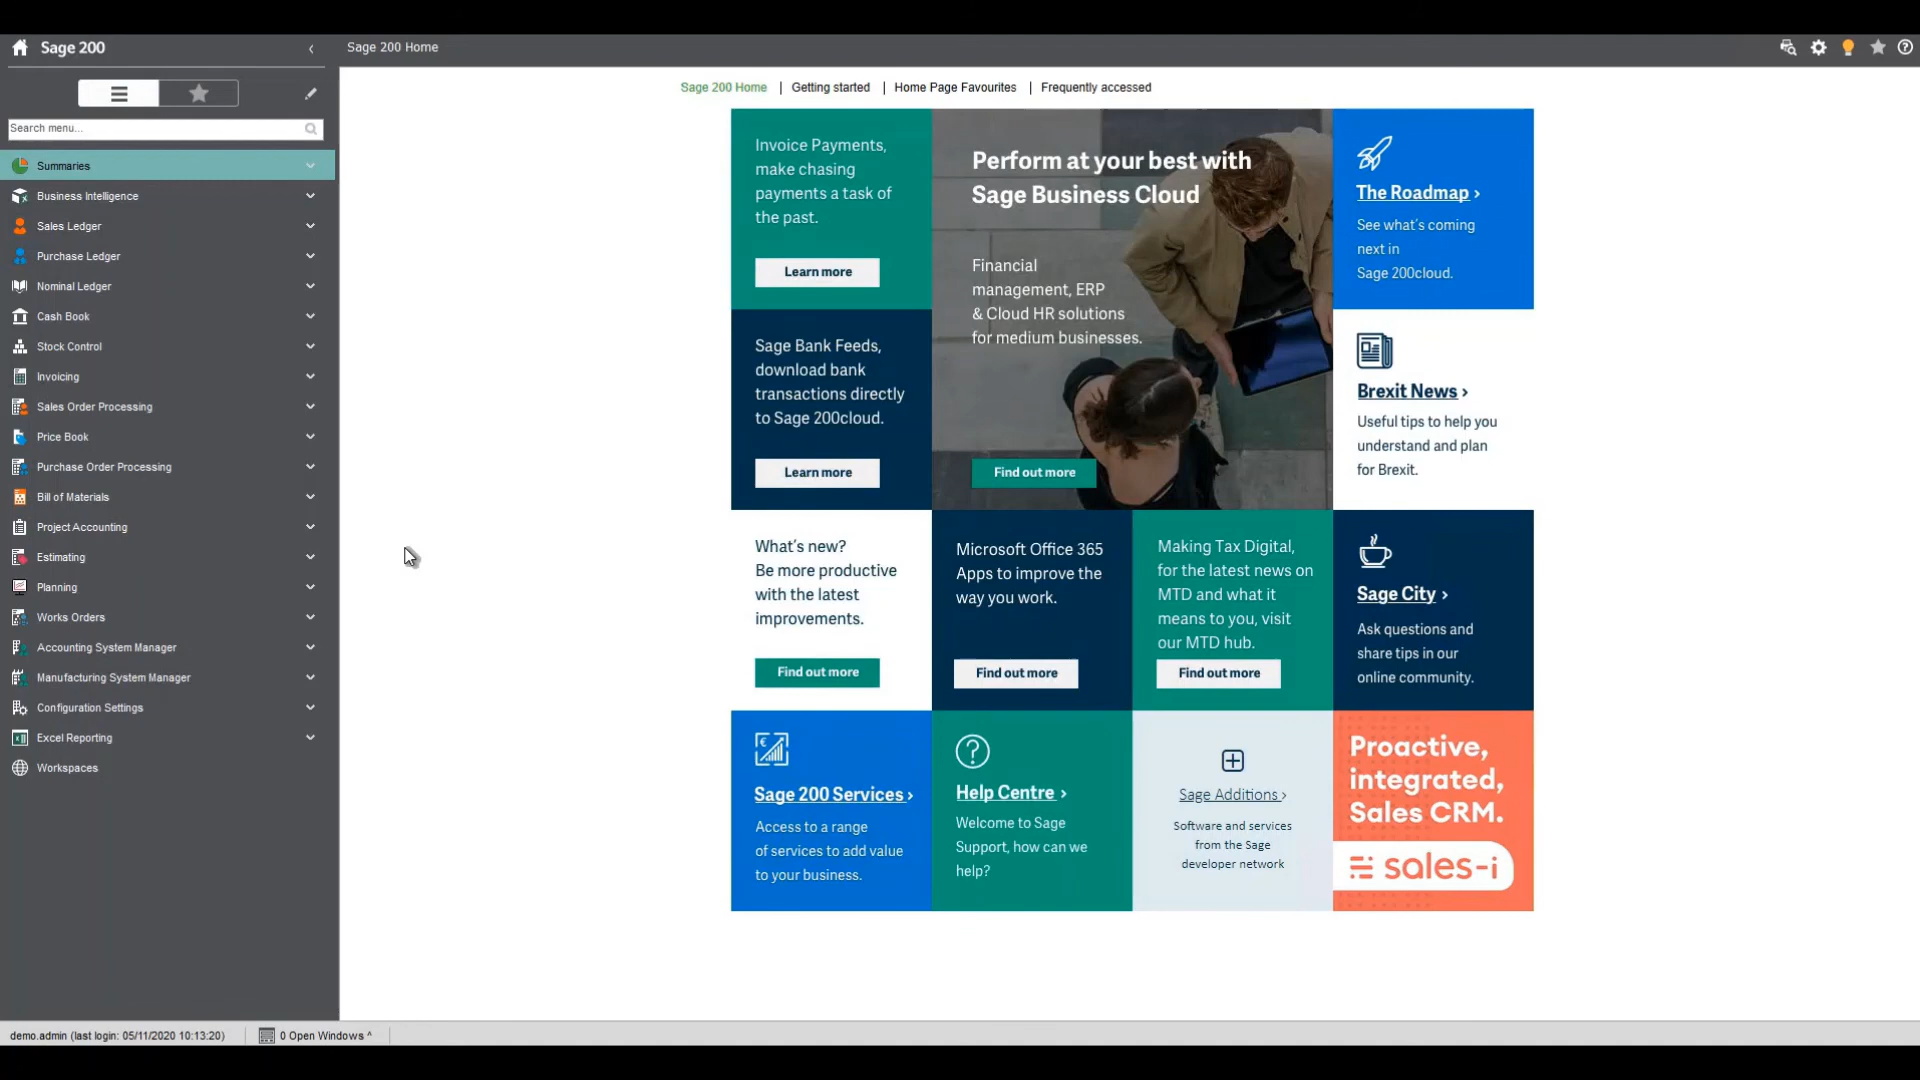 Sage 200
Sage 200 Home
Search menu...
Summaries
Business Intelligence
Sales Ledger
Purchase Ledger
Nominal Ledger
Cash Book
Stock Control
Invoicing
Sales Order Processing
Price Book
Purchase Order Processing
Bill of Materials
Project Accounting
Estimating
Planning
Works Orders
Accounting System Manager
Manufacturing System Manager
Configuration Settings
Excel Reporting
Workspaces
Sage 200 Home | Getting started | Home Page Favourites | Frequently accessed
Invoice Payments,
make chasing
payments a task of
the past.
Learn more
Perform at your best with
Sage Business Cloud
Financial
management, ERP
& Cloud HR solutions
for medium businesses.
Find out more
The Roadmap ›
See what's coming
next in
Sage 200cloud.
Sage Bank Feeds,
download bank
transactions directly
to Sage 200cloud.
Learn more
Brexit News ›
Useful tips to help you
understand and plan
for Brexit.
What's new?
Be more productive
with the latest
improvements.
Find out more
Microsoft Office 365
Apps to improve the
way you work.
Find out more
Making Tax Digital,
for the latest news on
MTD and what it
means to you, visit
our MTD hub.
Find out more
Sage City ›
Ask questions and
share tips in our
online community.
Sage 200 Services ›
Access to a range
of services to add value
to your business.
Help Centre ›
Welcome to Sage
Support, how can we
help?
Sage Additions ›
Software and services
from the Sage
developer network
Proactive,
integrated,
Sales CRM.
sales-i
demo.admin (last login: 05/11/2020 10:13:20)
0 Open Windows ^